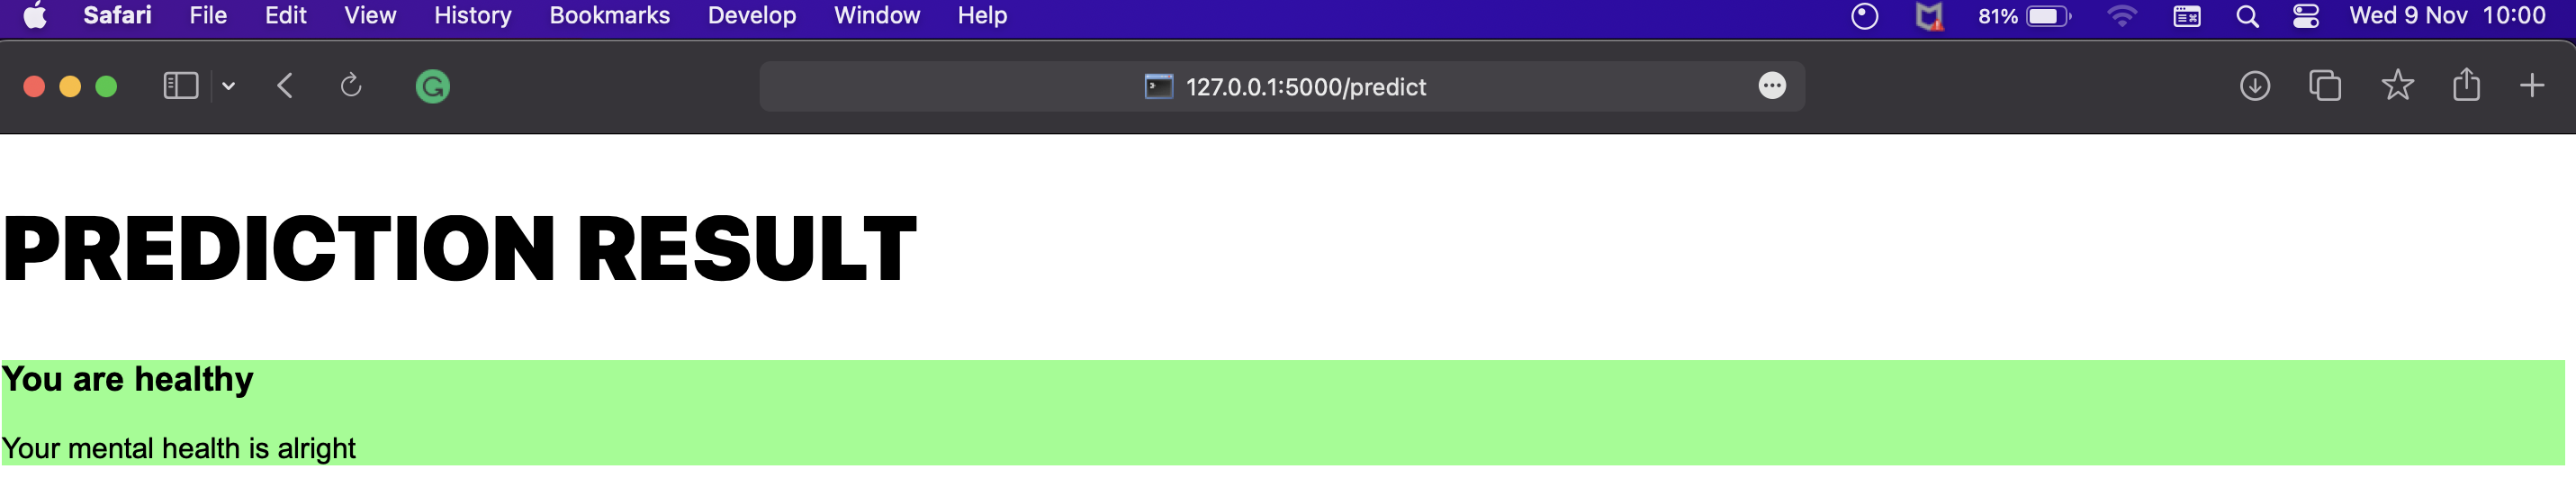 Safari File Edit View History Bookmarks Develop Window Help 81% Wed 9 Nov 10:00
127.0.0.1:5000/predict
PREDICTION RESULT
You are healthy
Your mental health is alright